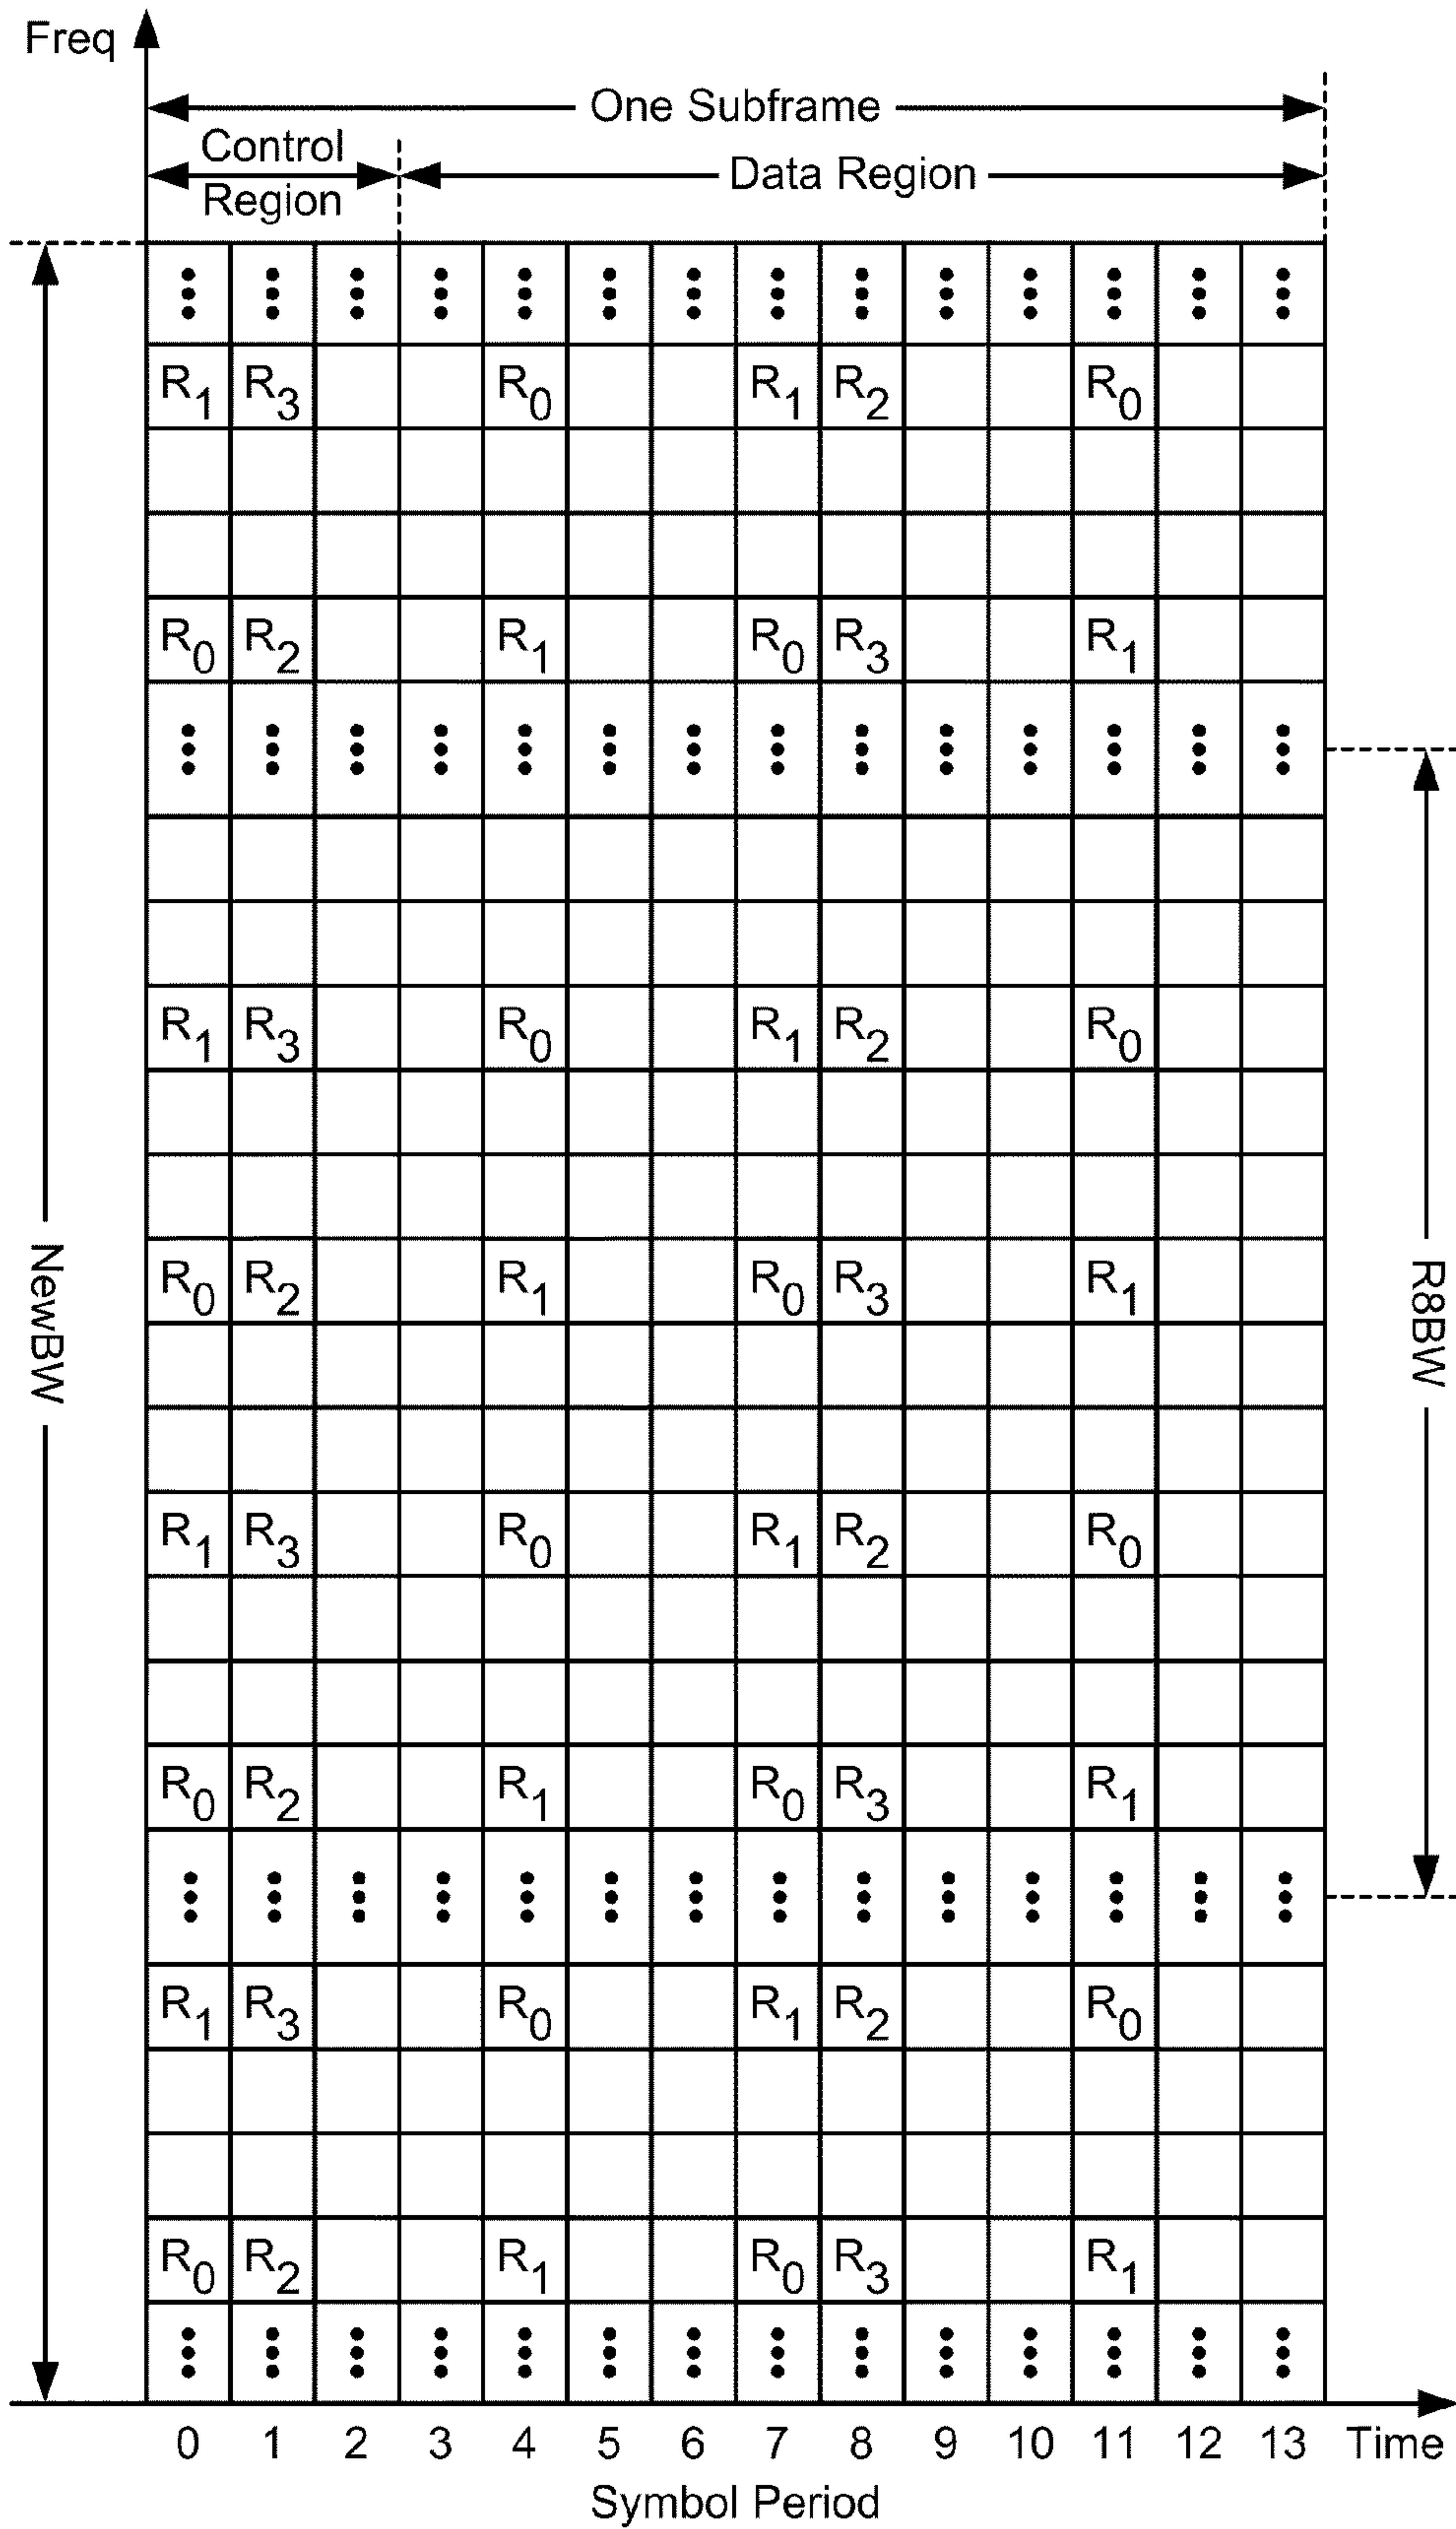 Freq
One Subframe
Control
Region
Data Region
R1 R3 R0 R1 R2 R0
R0 R2 R1 R0 R3 R1
R1 R3 R0 R1 R2 R0
R0 R2 R1 R0 R3 R1
R1 R3 R0 R1 R2 R0
R0 R2 R1 R0 R3 R1
R1 R3 R0 R1 R2 R0
R0 R2 R1 R0 R3 R1
NewBW
R8BW
0 1 2 3 4 5 6 7 8 9 10 11 12 13 Time
Symbol Period